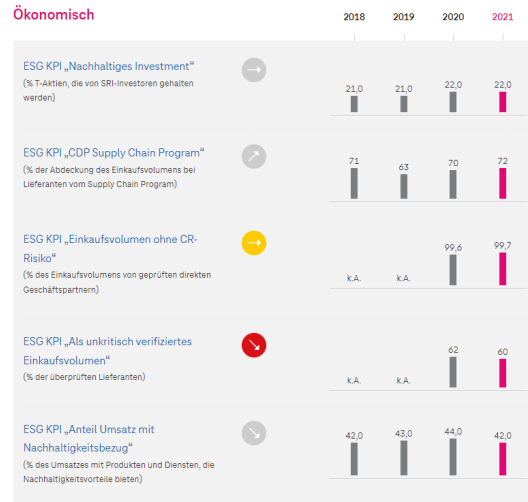 Ökonomisch 2018 2019 2020 2021
ESG KPI „Nachhaltiges Investment“
(% T-Aktien, die von SRI-Investoren gehalten
werden)
21,0 21,0 22,0 22,0
ESG KPI „CDP Supply Chain Program“
(% der Abdeckung des Einkaufsvolumens bei
Lieferanten vom Supply Chain Program)
71 63 70 72
ESG KPI „Einkaufsvolumen ohne CR-
Risiko“
(% des Einkaufsvolumens von geprüften direkten
Geschäftspartnern)
k.A. k.A. 99,6 99,7
ESG KPI „Als unkritisch verifiziertes
Einkaufsvolumen“
(% der überprüften Lieferanten)
k.A. k.A. 62 60
ESG KPI „Anteil Umsatz mit
Nachhaltigkeitsbezug“
(% des Umsatzes mit Produkten und Diensten, die
Nachhaltigkeitsvorteile bieten)
42,0 43,0 44,0 42,0